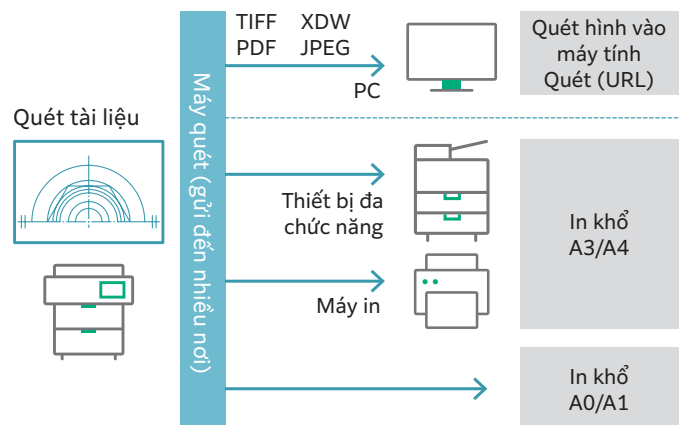 Quét tài liệu
Máy quét (gửi đến nhiều nơi)
TIFF XDW
PDF JPEG
PC
Quét hình vào
máy tính
Quét (URL)
Thiết bị đa
chức năng
Máy in
In khổ
A3/A4
In khổ
A0/A1